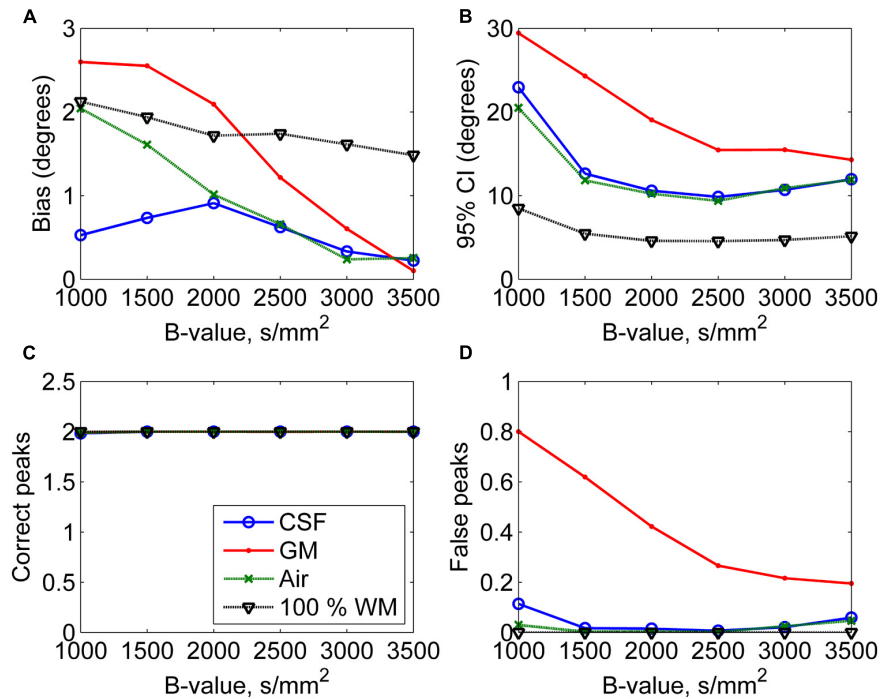 A
3
2
1
0
Bias (degrees)
1000 1500 2000 2500 3000 3500
B-value, s/mm²
B
30
20
10
0
95% CI (degrees)
1000 1500 2000 2500 3000 3500
B-value, s/mm²
C
2.5
2
1.5
1
0.5
0
Correct peaks
CSF
GM
Air
100 % WM
1000 1500 2000 2500 3000 3500
B-value, s/mm²
D
1
0.8
0.6
0.4
0.2
0
False peaks
1000 1500 2000 2500 3000 3500
B-value, s/mm²